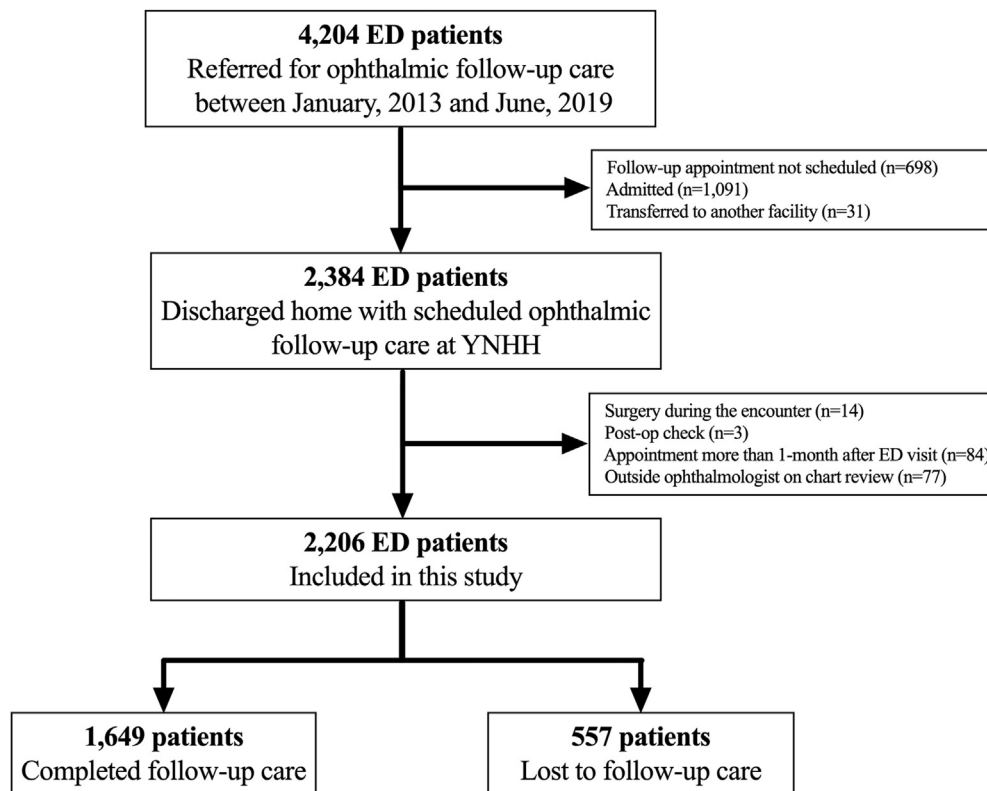 4,204 ED patients
Referred for ophthalmic follow-up care
between January, 2013 and June, 2019
Follow-up appointment not scheduled (n=698)
Admitted (n=1,091)
Transferred to another facility (n=31)
2,384 ED patients
Discharged home with scheduled ophthalmic
follow-up care at YNHH
Surgery during the encounter (n=14)
Post-op check (n=3)
Appointment more than 1-month after ED visit (n=84)
Outside ophthalmologist on chart review (n=77)
2,206 ED patients
Included in this study
1,649 patients
Completed follow-up care
557 patients
Lost to follow-up care